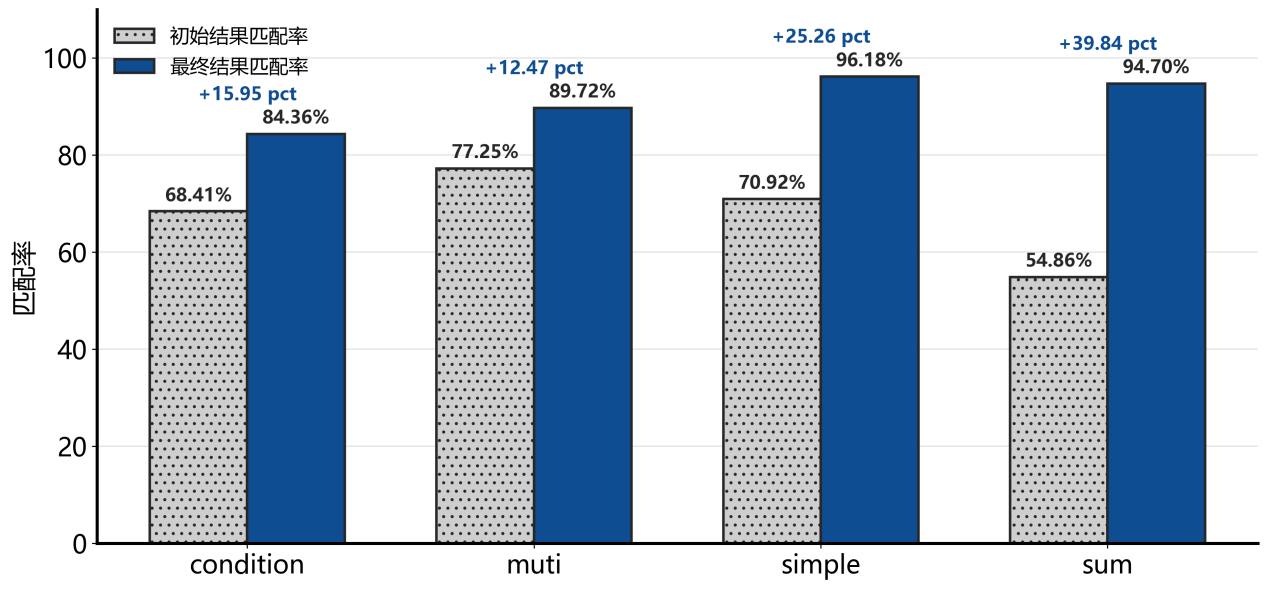 初始结果匹配率
最终结果匹配率
匹配率
100
80
60
40
20
0
+15.95 pct
68.41%
84.36%
+12.47 pct
77.25%
89.72%
+25.26 pct
70.92%
96.18%
+39.84 pct
54.86%
94.70%
condition
muti
simple
sum